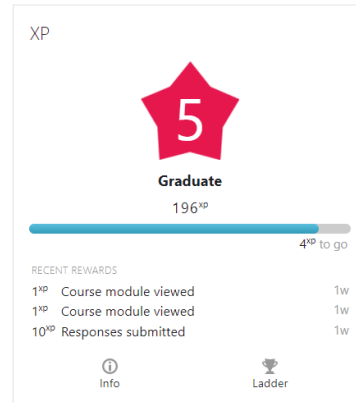 XP
5
Graduate
196xp
4xp to go
RECENT REWARDS
1xp Course module viewed 1w
1xp Course module viewed 1w
10xp Responses submitted 1w
Info Ladder